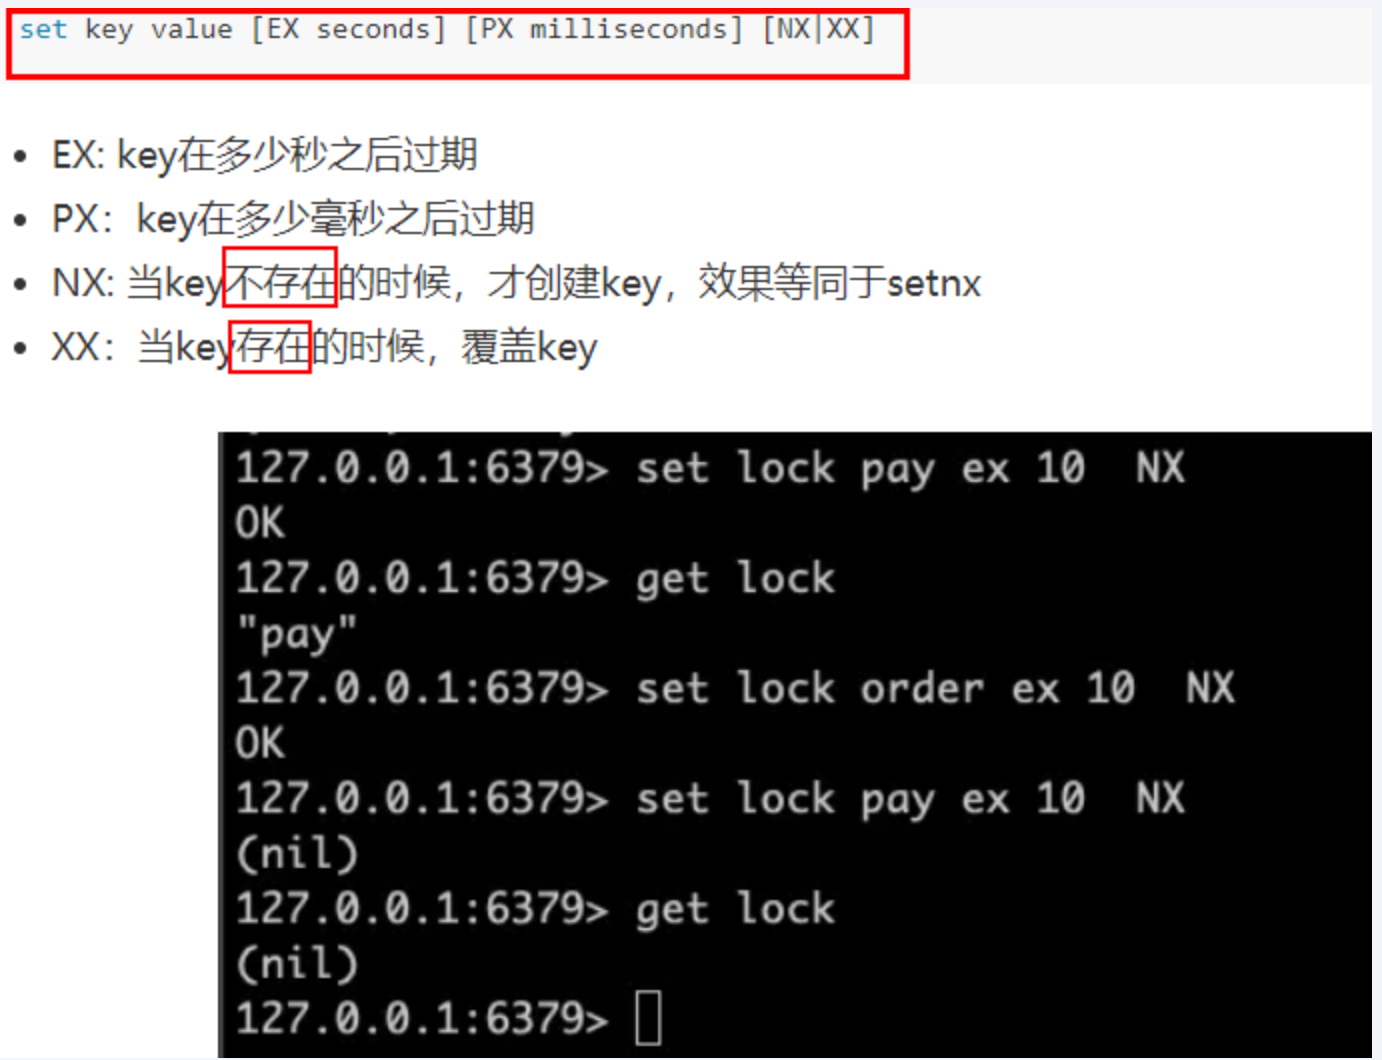 set key value [EX seconds] [PX milliseconds] [NX|XX]
• EX: key在多少秒之后过期
• PX：key在多少毫秒之后过期
• NX: 当key不存在的时候，才创建key，效果等同于setnx
• XX：当key存在的时候，覆盖key
127.0.0.1:6379> set lock pay ex 10  NX
OK
127.0.0.1:6379> get lock
"pay"
127.0.0.1:6379> set lock order ex 10  NX
OK
127.0.0.1:6379> set lock pay ex 10  NX
(nil)
127.0.0.1:6379> get lock
(nil)
127.0.0.1:6379>